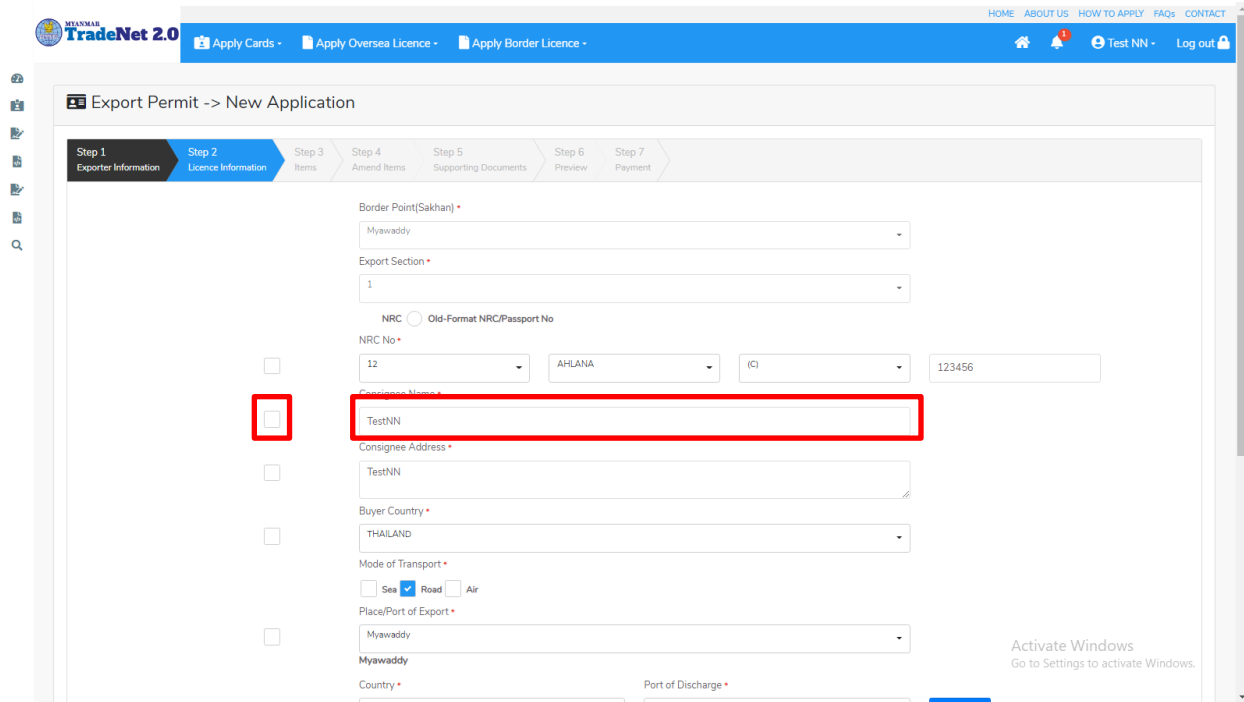 HOME ABOUT US HOW TO APPLY FAQs CONTACT
MYANMAR
TradeNet 2.0
Apply Cards Apply Oversea Licence Apply Border Licence
1 Test NN Log out
Export Permit -> New Application
Step 1 Step 2 Step 3 Step 4 Step 5 Step 6 Step 7
Exporter Information Licence Information Items Amend Items Supporting Documents Preview Payment
Border Point(Sakhan) •
Myawaddy
Export Section •
1
NRC Old-Format NRC/Passport No
NRC No •
12 AHLANA (C) 123456
Consignee Name •
TestNN
Consignee Address •
TestNN
Buyer Country •
THAILAND
Mode of Transport •
Sea Road Air
Place/Port of Export •
Myawaddy
Myawaddy
Activate Windows
Go to Settings to activate Windows.
Country • Port of Discharge •